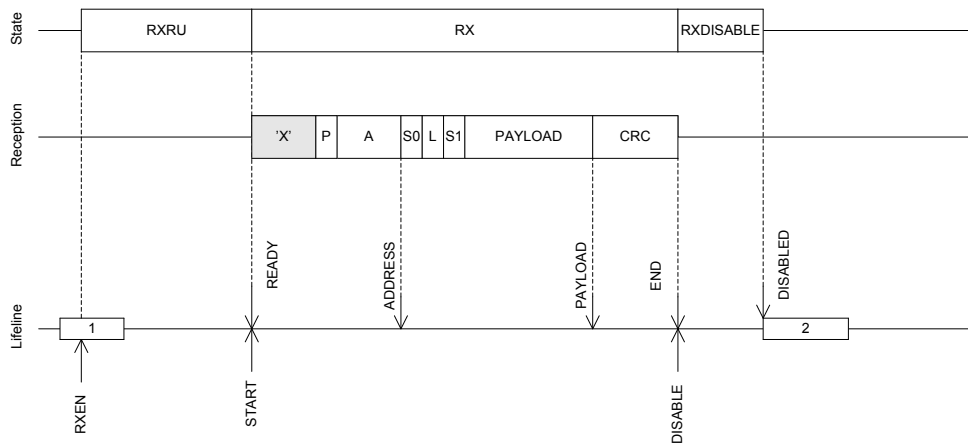 State
RXRU
RX
RXDISABLE
Reception
'X'
P
A
S0
L
S1
PAYLOAD
CRC
READY
ADDRESS
PAYLOAD
END
DISABLED
Lifeline
1
2
RXEN
START
DISABLE